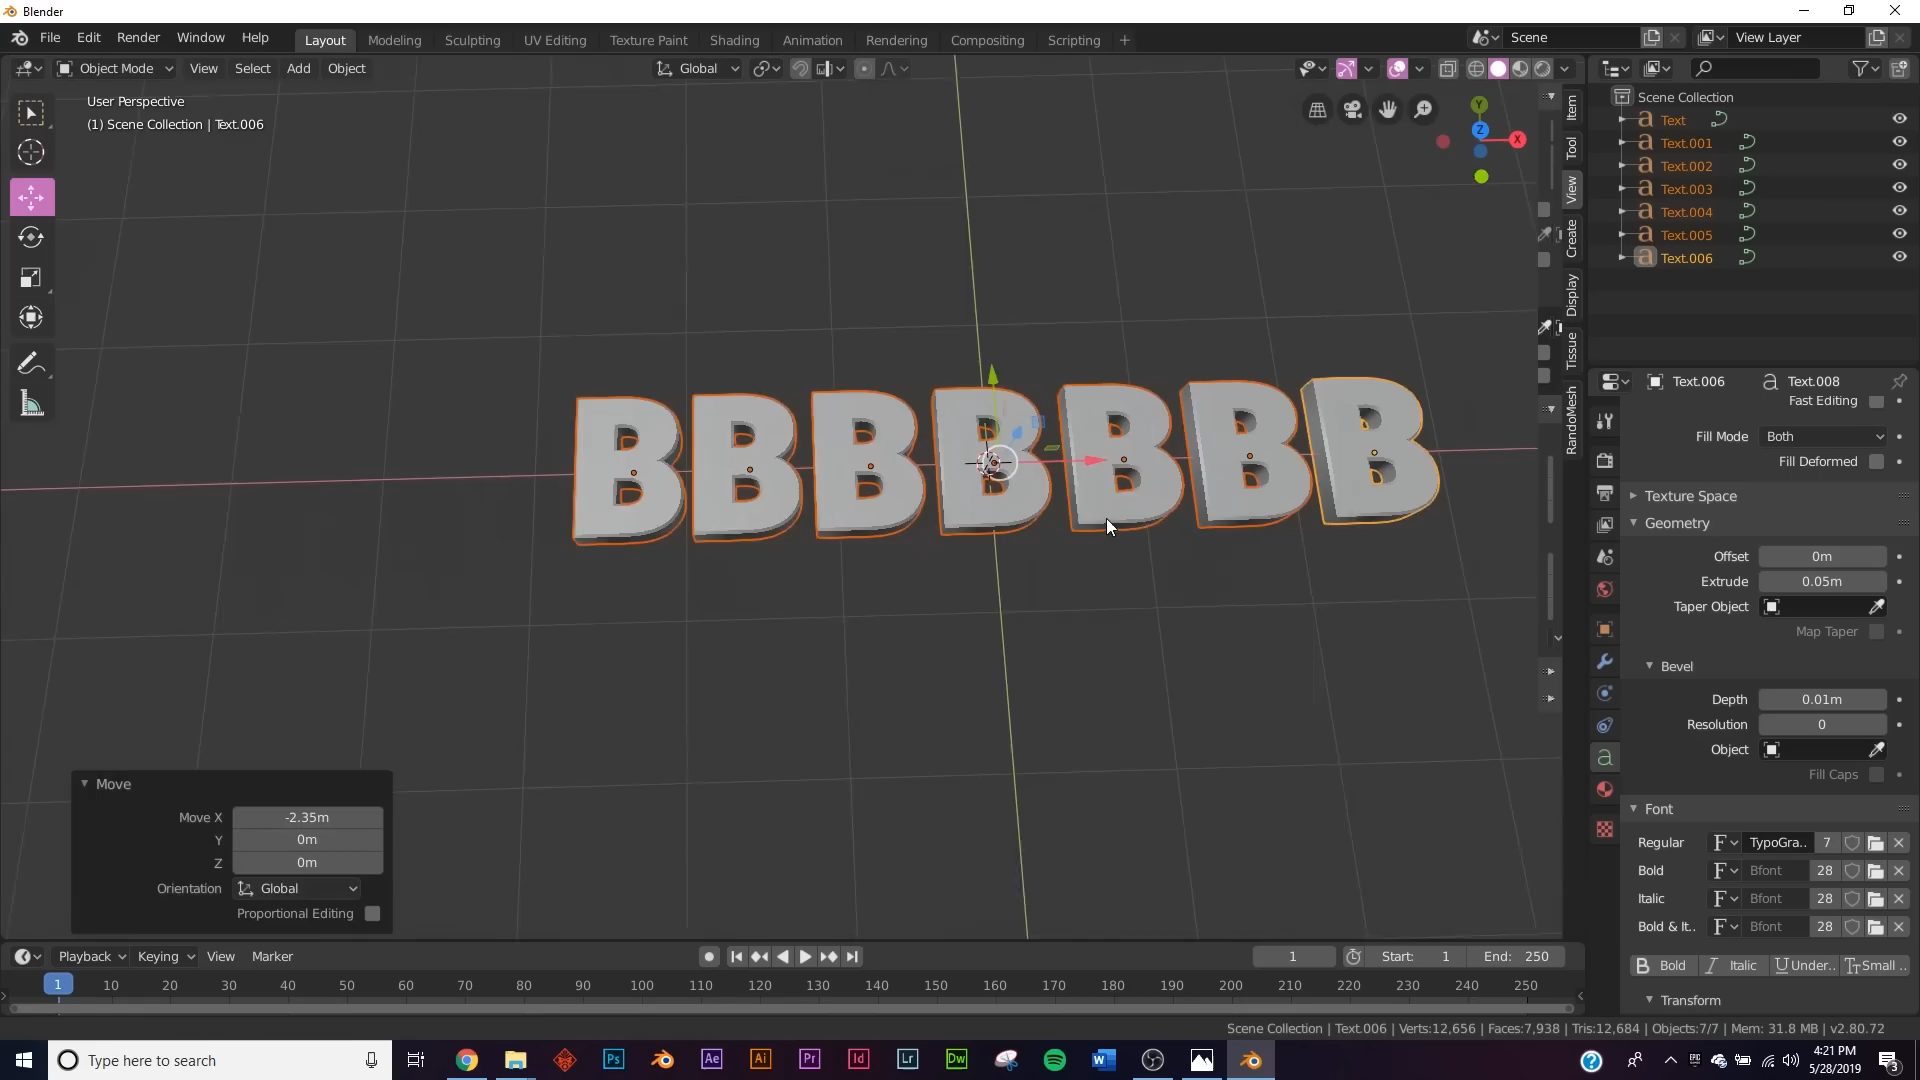 Blender
File Edit Render Window Help
Layout Modeling Sculpting UV Editing Texture Paint Shading Animation Rendering Compositing Scripting +
Scene
View Layer
Object Mode View Select Add Object
Global
User Perspective
(1) Scene Collection | Text.006
Y
Z
X
Item
Tool
View
Create
Display
Tissue
RandoMesh
Scene Collection
a Text
a Text.001
a Text.002
a Text.003
a Text.004
a Text.005
a Text.006
BBBBBBB
Text.006 a Text.008
Fast Editing
Fill Mode Both
Fill Deformed
Texture Space
Geometry
Offset 0m
Extrude 0.05m
Taper Object
Map Taper
Bevel
Depth 0.01m
Resolution 0
Object
Fill Caps
Font
Regular F TypoGra.. 7
Bold F Bfont 28
Italic F Bfont 28
Bold & It.. F Bfont 28
B Bold I Italic U Under.. Tt Small ..
Transform
Move
Move X -2.35m
Y 0m
Z 0m
Orientation Global
Proportional Editing
Playback Keying View Marker
1 Start: 1 End: 250
1 10 20 30 40 50 60 70 80 90 100 110 120 130 140 150 160 170 180 190 200 210 220 230 240 250
Scene Collection | Text.006 | Verts:12,656 | Faces:7,938 | Tris:12,684 | Objects:7/7 | Mem: 31.8 MB | v2.80.72
Type here to search
Ps Ae Ai Pr Id Lr Dw W
4:21 PM
5/28/2019
3